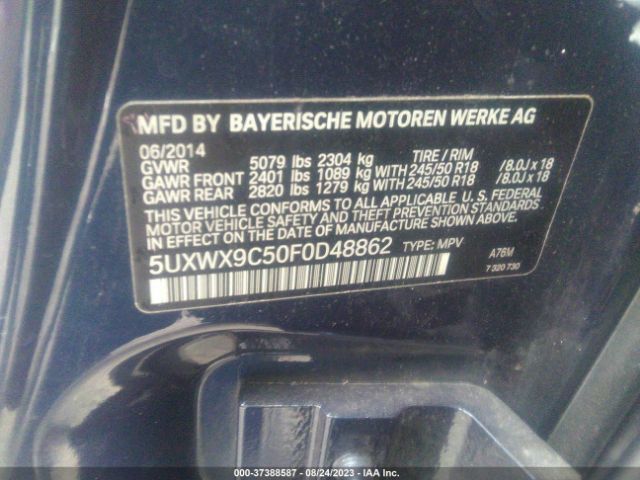 MFD BY BAYERISCHE MOTOREN WERKE AG
06/2014 TIRE / RIM
GVWR 5079 lbs 2304 kg
GAWR FRONT 2401 lbs 1089 kg WITH 245/50 R18 / 8.0J x 18
GAWR REAR 2820 lbs 1279 kg WITH 245/50 R18 / 8.0J x 18
THIS VEHICLE CONFORMS TO ALL APPLICABLE U.S. FEDERAL
MOTOR VEHICLE SAFETY AND THEFT PREVENTION STANDARDS
IN EFFECT ON THE DATE OF MANUFACTURE SHOWN ABOVE.
5UXWX9C50F0D48862 TYPE: MPV A76M
7 320 730
000-37388587 - 08/24/2023 - IAA Inc.